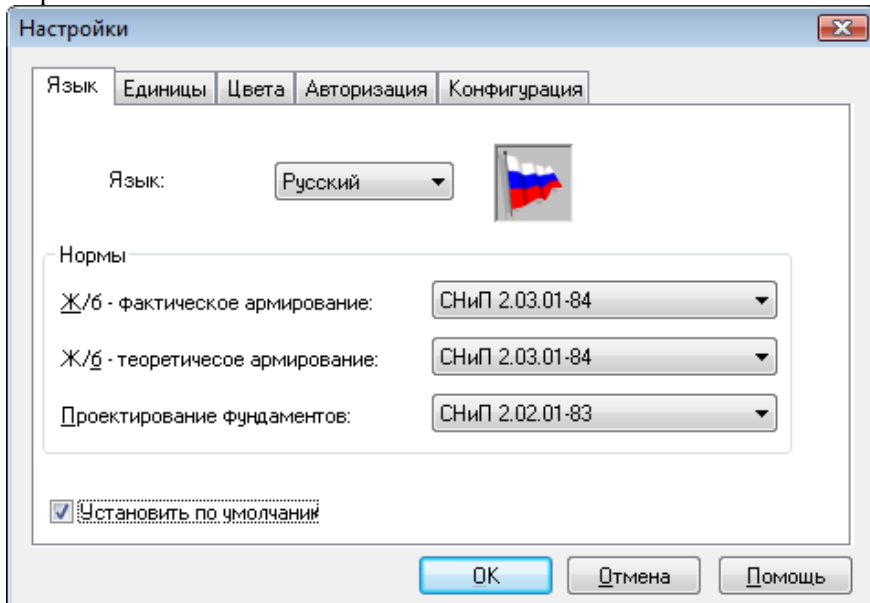 Настройки
Язык Единицы Цвета Авторизация Конфигурация
Язык: Русский
Нормы
Ж/б - фактическое армирование: СНиП 2.03.01-84
Ж/б - теоретичесое армирование: СНиП 2.03.01-84
Проектирование фундаментов: СНиП 2.02.01-83
Установить по умолчани
OK Отмена Помощь